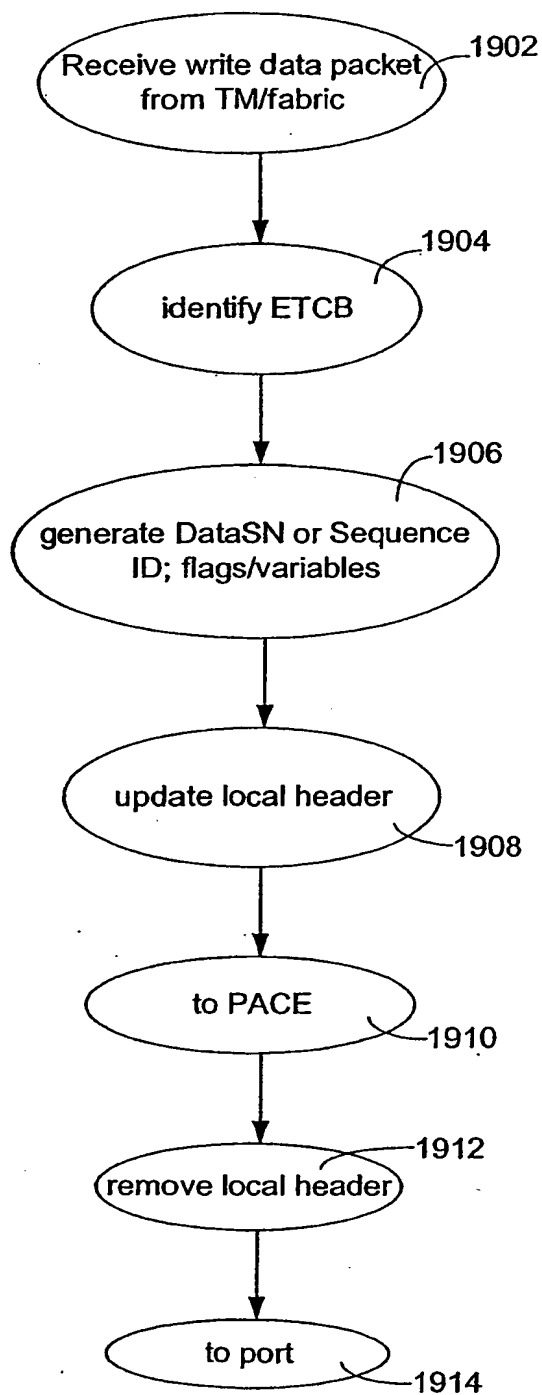 Receive write data packet
from TM/fabric
1902
1904
identify ETCB
1906
generate DataSN or Sequence
ID; flags/variables
update local header
1908
to PACE
1910
1912
remove local header
to port
1914